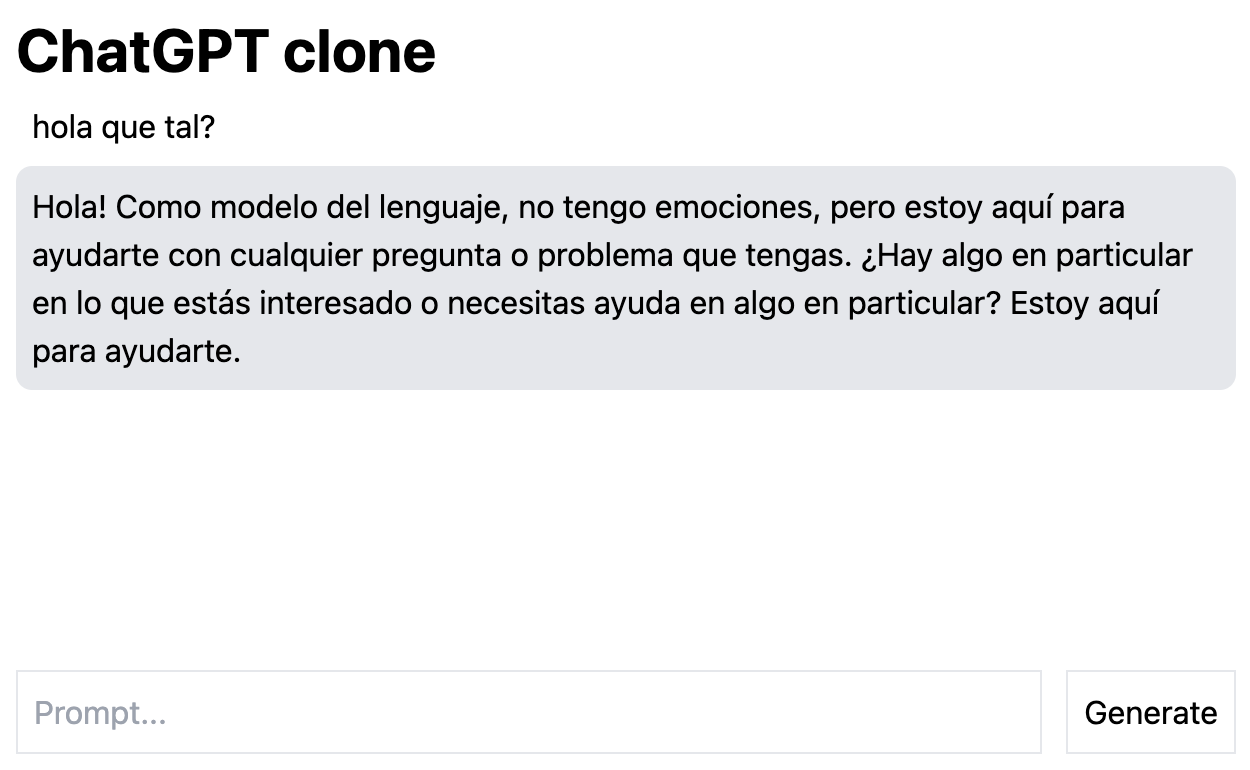 ChatGPT clone
hola que tal?
Hola! Como modelo del lenguaje, no tengo emociones, pero estoy aquí para
ayudarte con cualquier pregunta o problema que tengas. ¿Hay algo en particular
en lo que estás interesado o necesitas ayuda en algo en particular? Estoy aquí
para ayudarte.
Prompt...
Generate